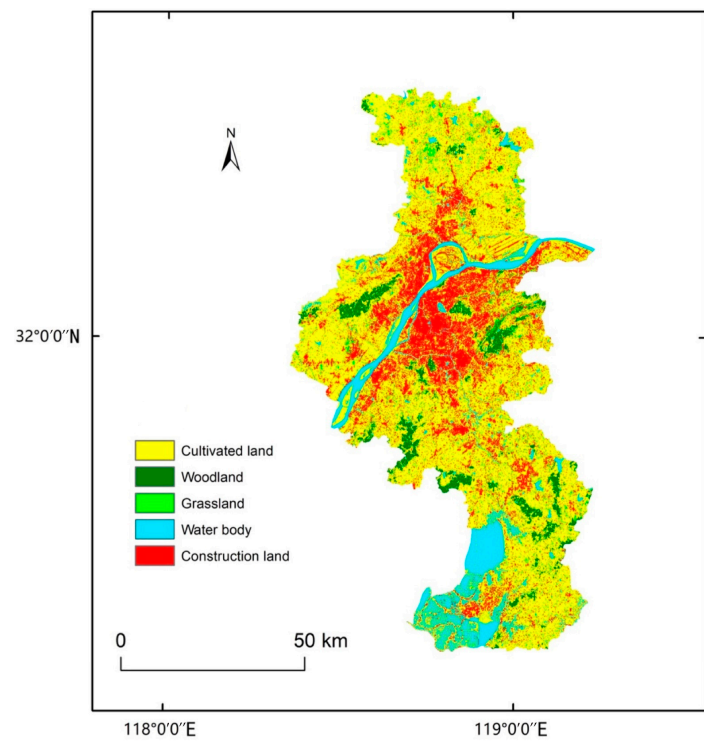 N
32°0′0″N
Cultivated land
Woodland
Grassland
Water body
Construction land
0 50 km
118°0′0″E 119°0′0″E